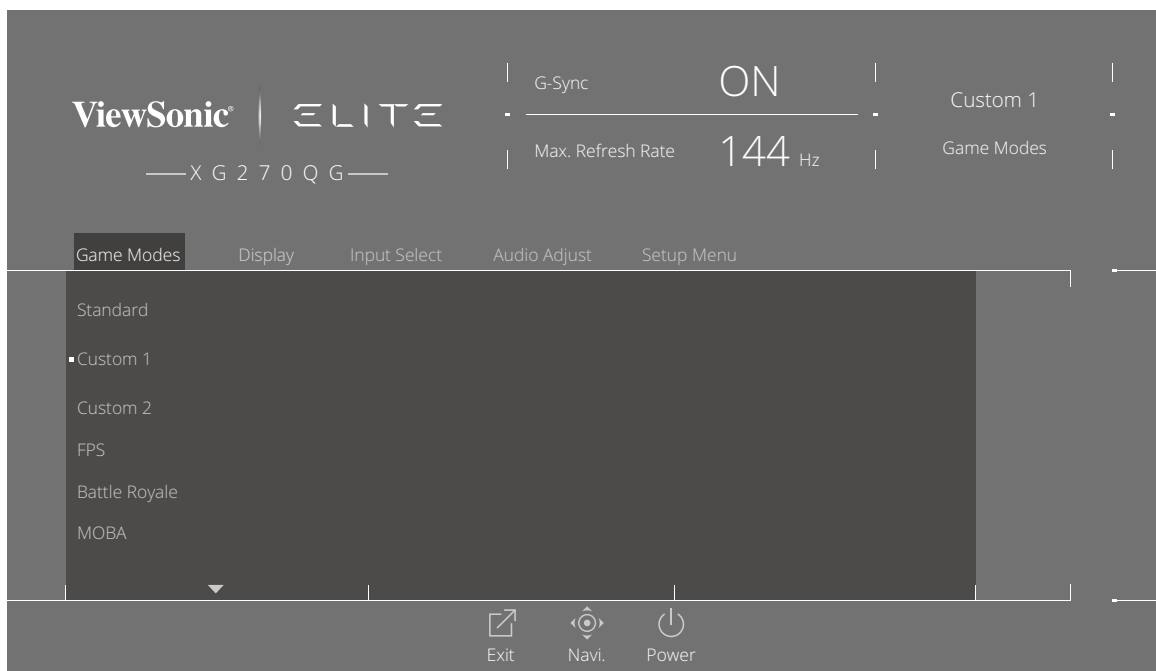 ViewSonic® ELITE
XG270QG
G-Sync ON
Max. Refresh Rate 144 Hz
Custom 1
Game Modes
Game Modes Display Input Select Audio Adjust Setup Menu
Standard
Custom 1
Custom 2
FPS
Battle Royale
MOBA
Exit Navi. Power